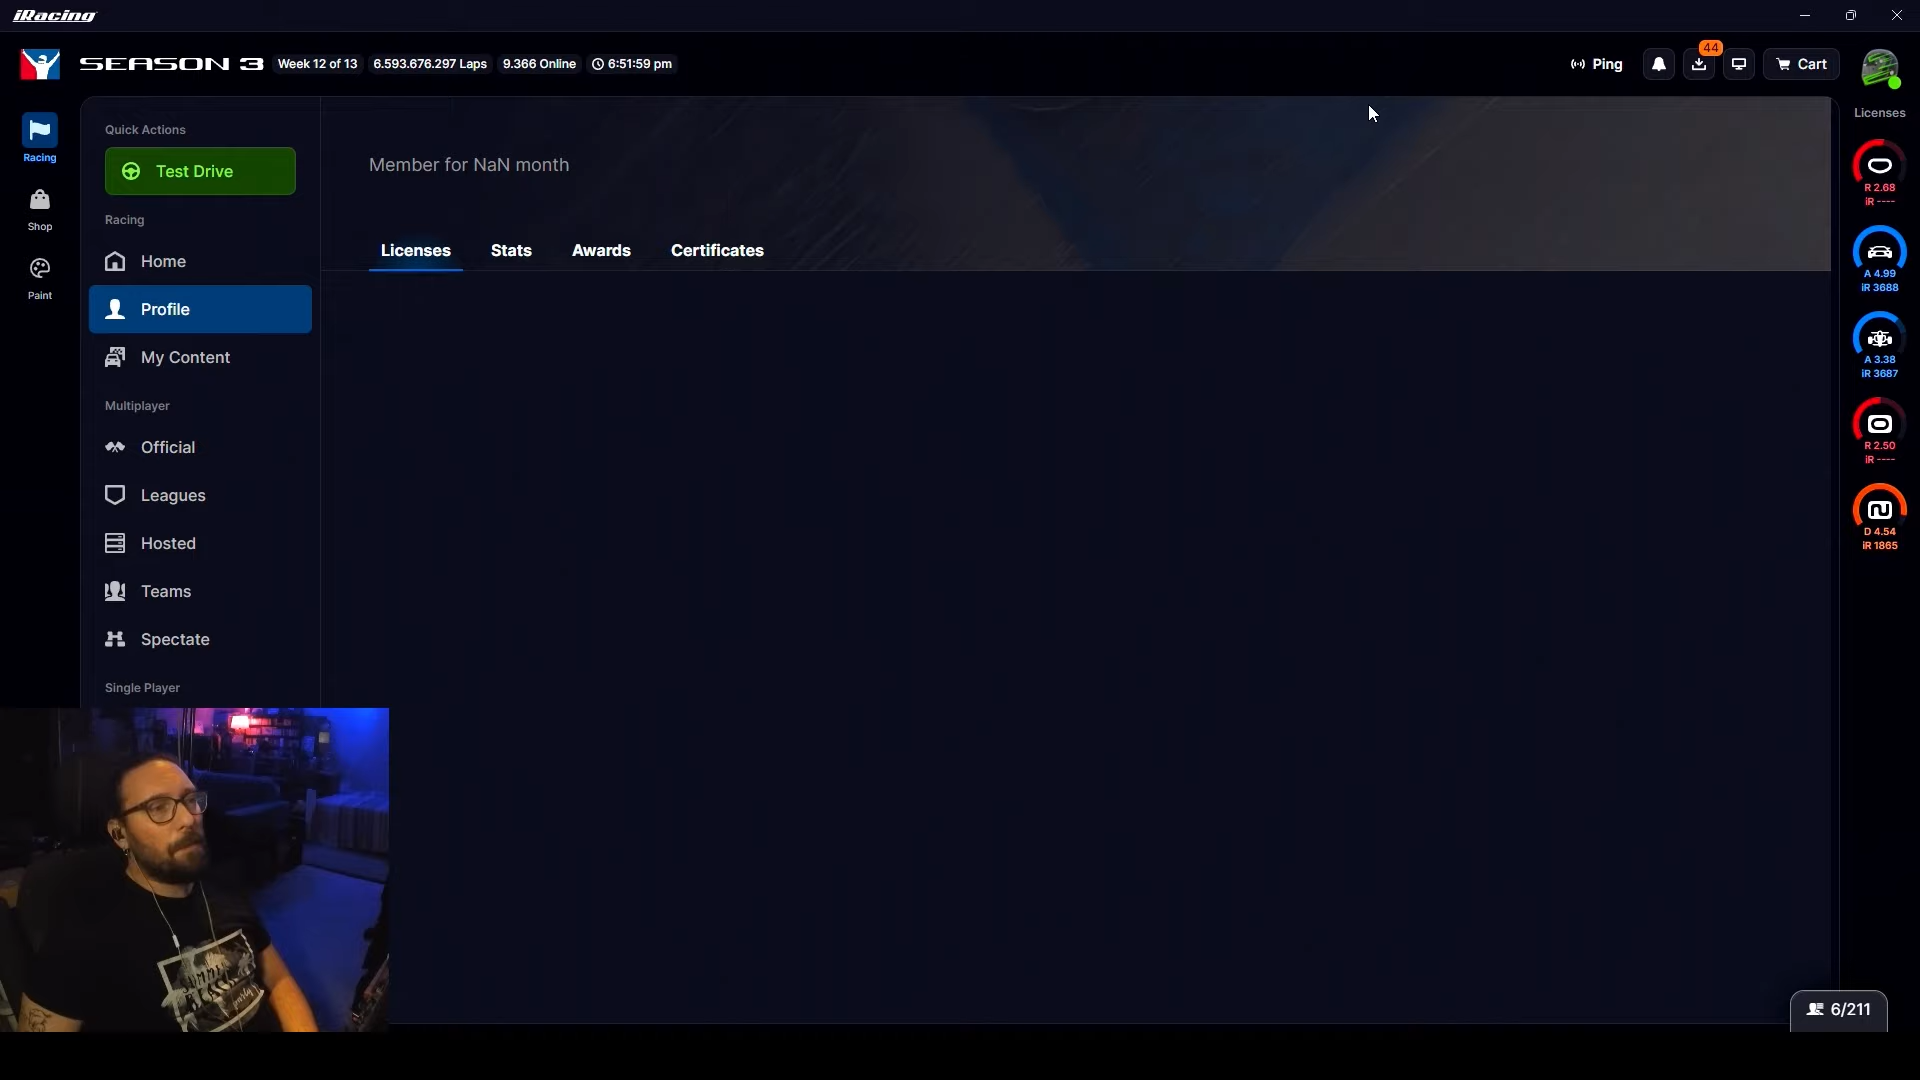 iRacing
SEASON 3
Week 12 of 13
6.593.676.297 Laps
9.366 Online
6:51:59 pm
Ping
44
Cart
Racing
Shop
Paint
Quick Actions
Test Drive
Racing
Home
Profile
My Content
Multiplayer
Official
Leagues
Hosted
Teams
Spectate
Single Player
Member for NaN month
Licenses
Stats
Awards
Certificates
Licenses
R 2.68
iR ----
A 4.99
iR 3688
A 3.38
iR 3687
R 2.50
iR ----
D 4.54
iR 1865
6/211